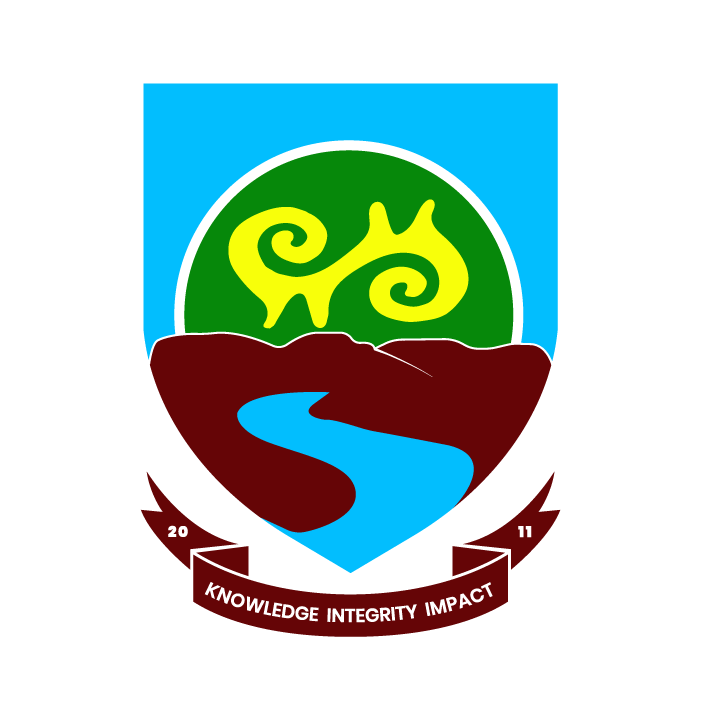 20 11
KNOWLEDGE INTEGRITY IMPACT